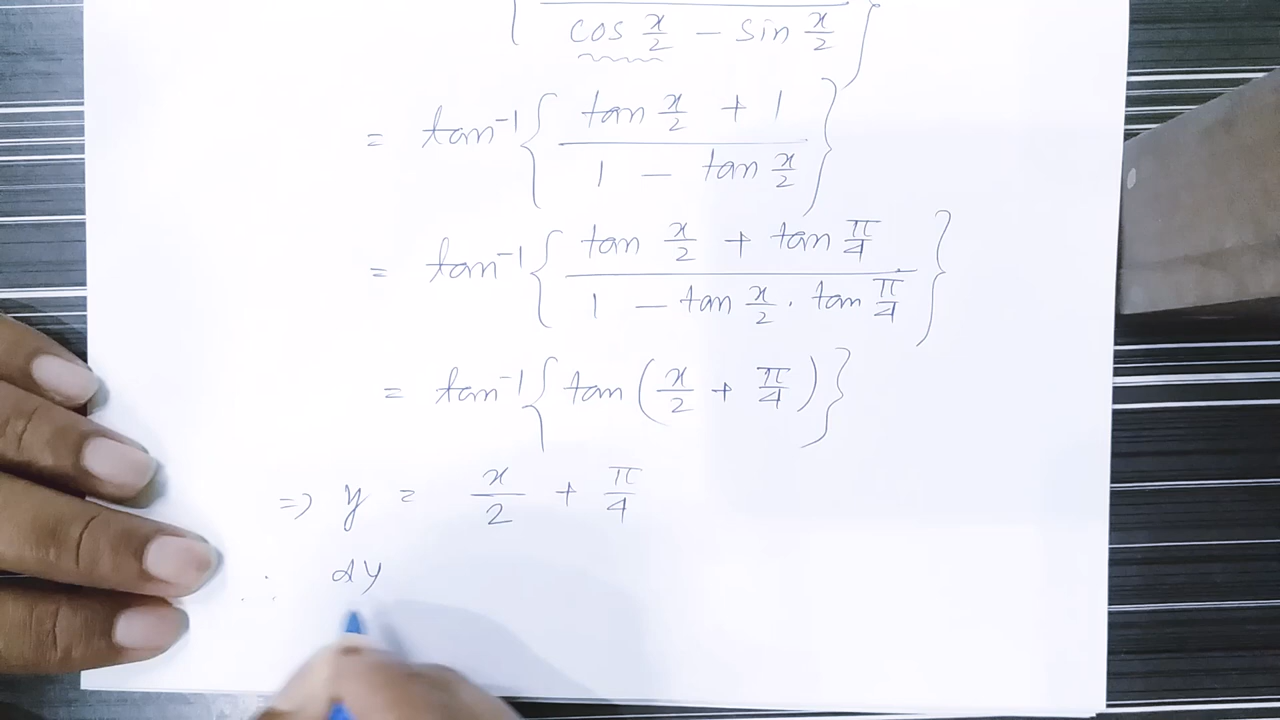 cos x/2 − sin x/2
= tan⁻¹ { (tan x/2 + 1) / (1 − tan x/2) }
= tan⁻¹ { (tan x/2 + tan π/4) / (1 − tan x/2 · tan π/4) }
= tan⁻¹ { tan ( x/2 + π/4 ) }
⇒ y = x/2 + π/4
∴ dy